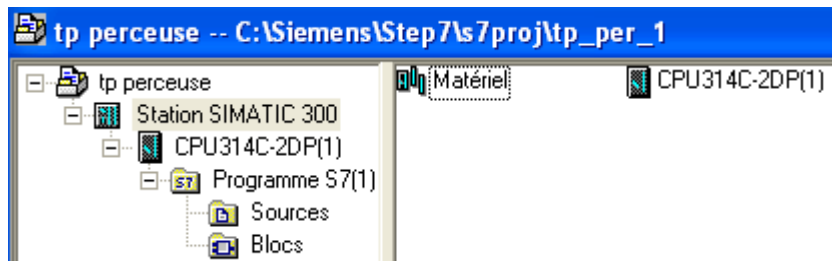 tp perceuse -- C:\Siemens\Step7\s7proj\tp_per_1
tp perceuse
Station SIMATIC 300
CPU314C-2DP(1)
S7 Programme S7(1)
Sources
Blocs
Matériel CPU314C-2DP(1)